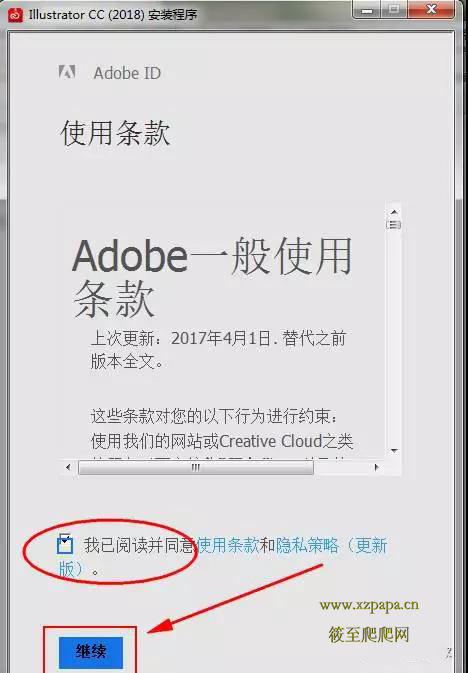 Illustrator CC (2018) 安装程序
Adobe ID
使用条款
Adobe一般使用
条款
上次更新：2017年4月1日. 替代之前
版本全文。
这些条款对您的以下行为进行约束：
使用我们的网站或Creative Cloud之类
我已阅读并同意使用条款和隐私策略（更新
版）。
www.xzpapa.cn
筱至爬爬网
继续